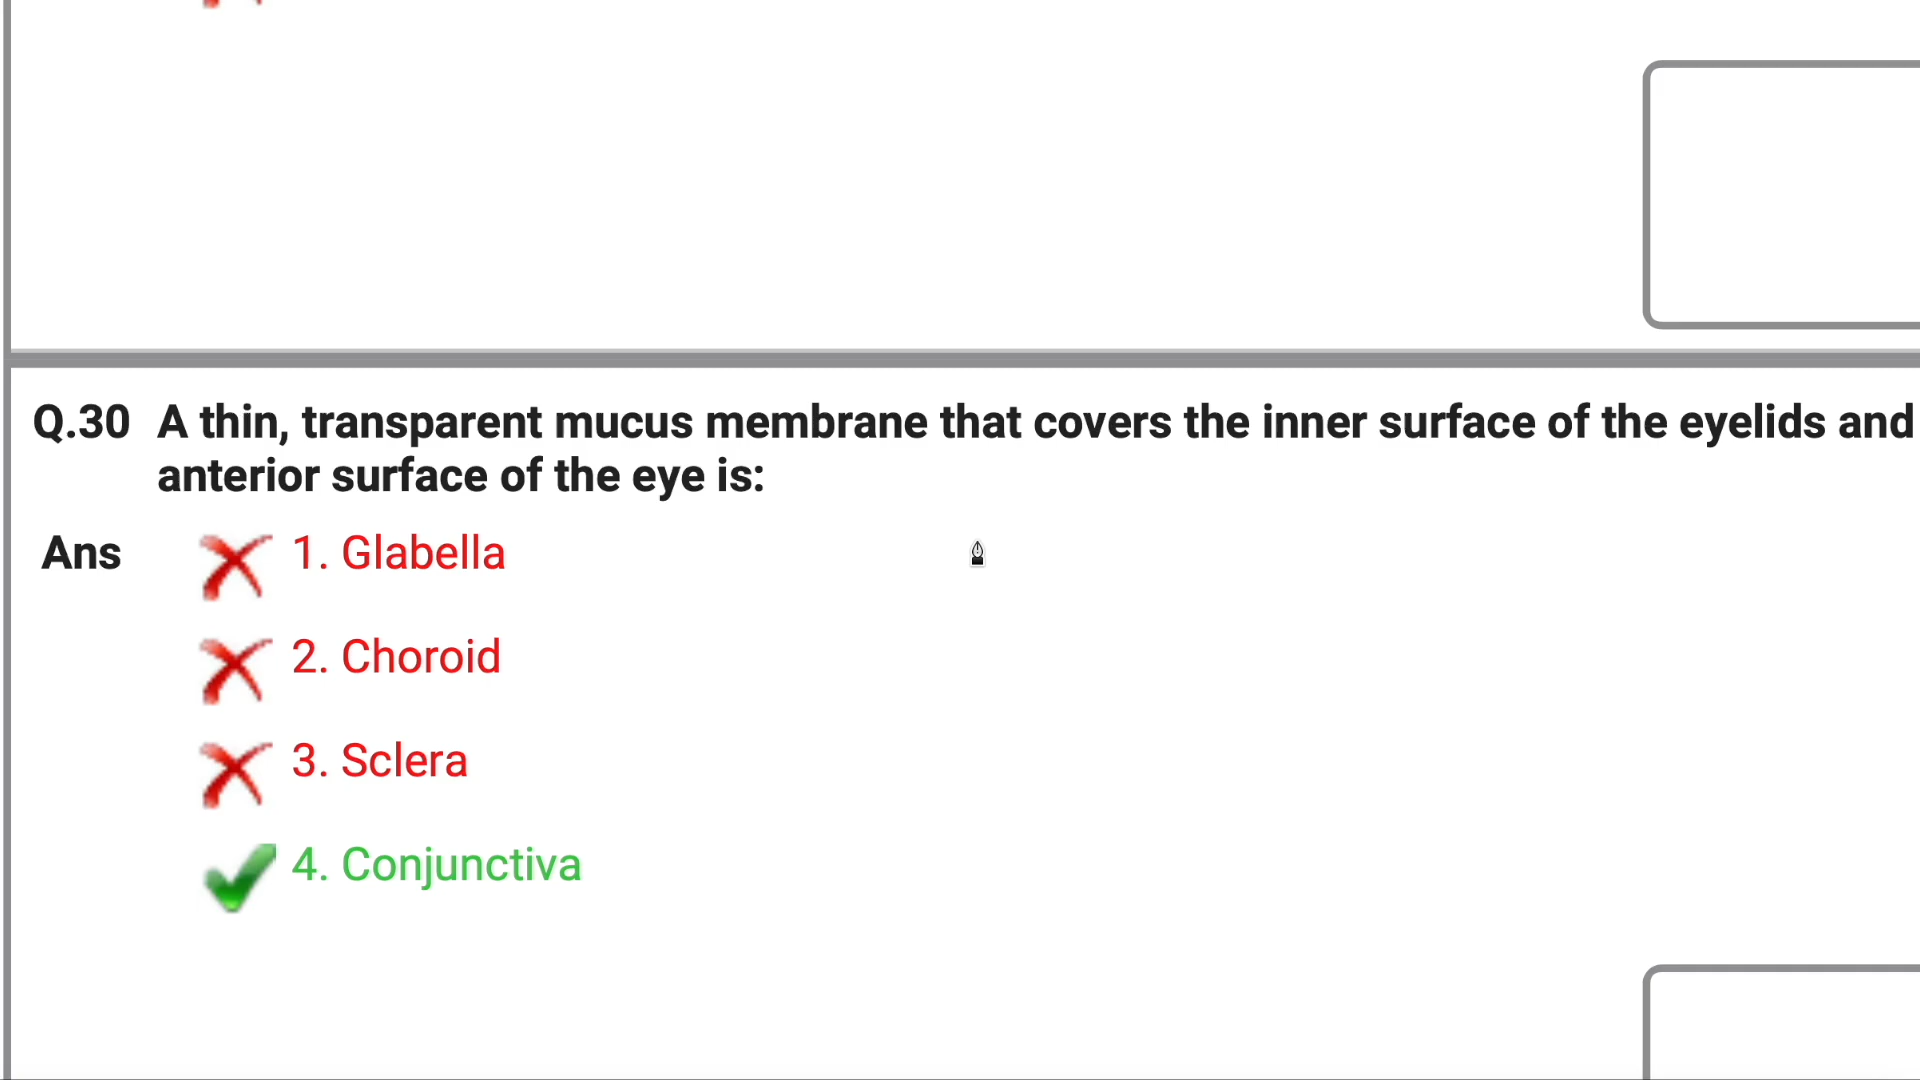 Q.30 A thin, transparent mucus membrane that covers the inner surface of the eyelids and
anterior surface of the eye is:
Ans 1. Glabella
2. Choroid
3. Sclera
4. Conjunctiva